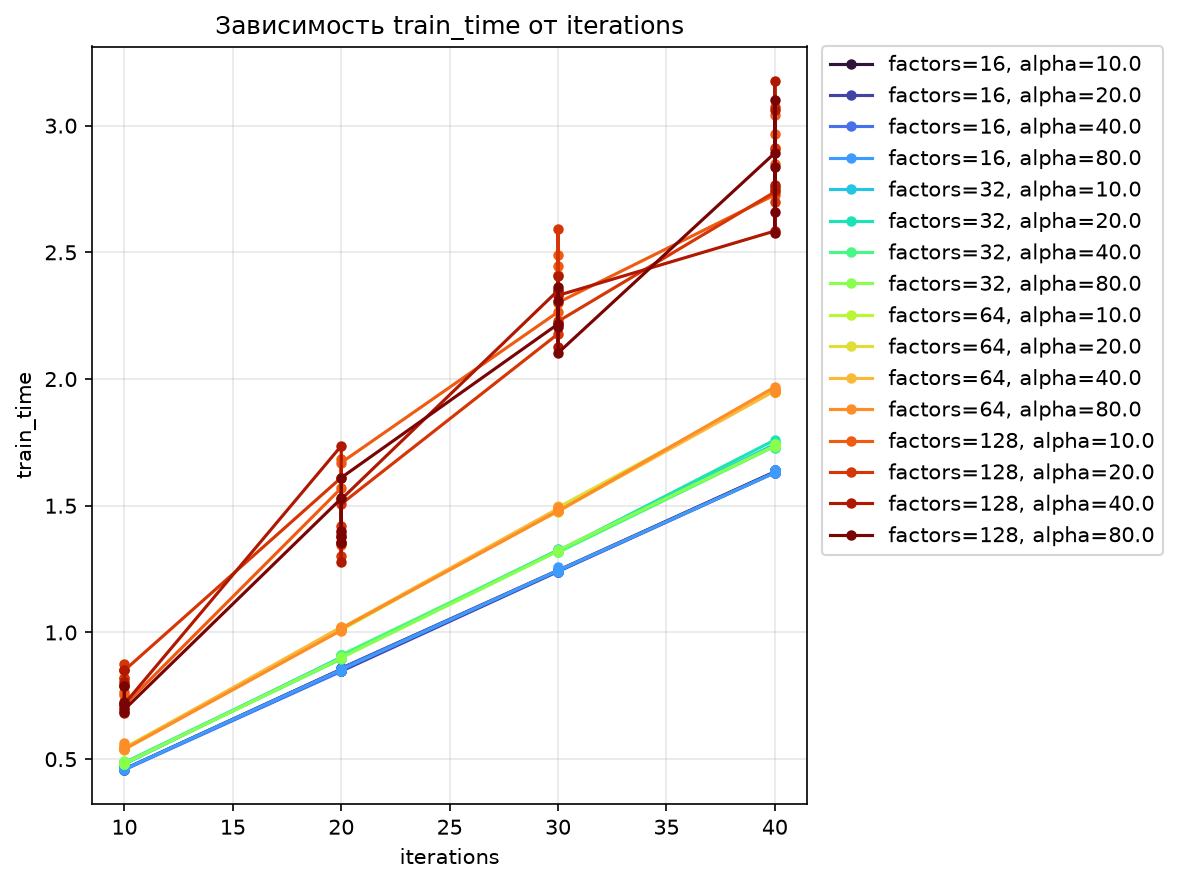 Зависимость train_time от iterations
train_time
3.0
2.5
2.0
1.5
1.0
0.5
10
15
20
25
30
35
40
iterations
factors=16, alpha=10.0
factors=16, alpha=20.0
factors=16, alpha=40.0
factors=16, alpha=80.0
factors=32, alpha=10.0
factors=32, alpha=20.0
factors=32, alpha=40.0
factors=32, alpha=80.0
factors=64, alpha=10.0
factors=64, alpha=20.0
factors=64, alpha=40.0
factors=64, alpha=80.0
factors=128, alpha=10.0
factors=128, alpha=20.0
factors=128, alpha=40.0
factors=128, alpha=80.0